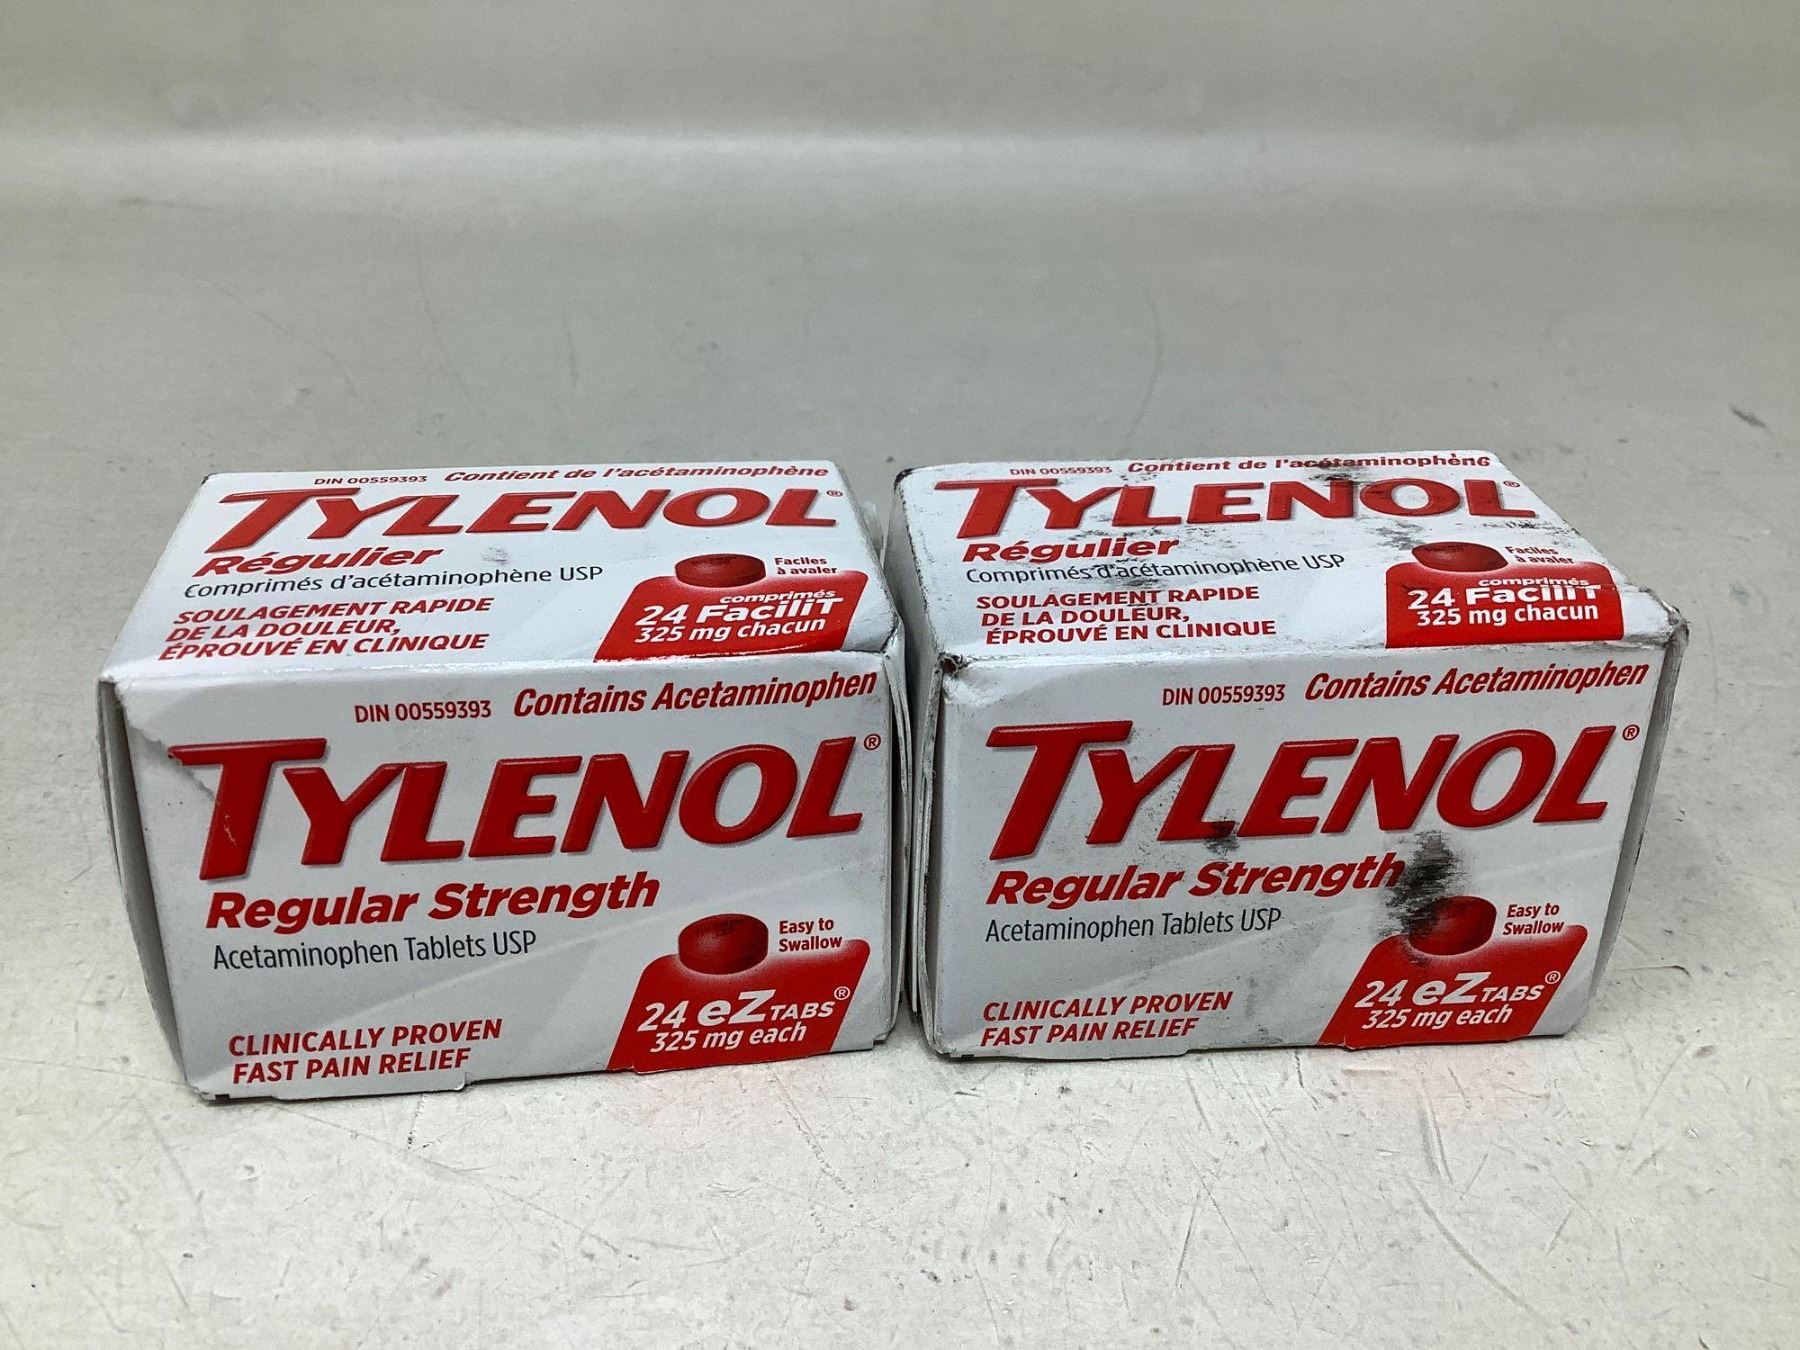 DIN 00559393 Contient de l'acétaminophène
TYLENOL®
Régulier
Comprimés d'acétaminophène USP
Faciles
à avaler
SOULAGEMENT RAPIDE
DE LA DOULEUR,
ÉPROUVÉ EN CLINIQUE
comprimés
24 FaciliT
325 mg chacun
DIN 00559393 Contains Acetaminophen
TYLENOL®
Regular Strength
Acetaminophen Tablets USP
Easy to
Swallow
CLINICALLY PROVEN
FAST PAIN RELIEF
24 eZ TABS®
325 mg each
DIN 00559393 Contient de l'acétaminophène
TYLENOL®
Régulier
Comprimés d'acétaminophène USP
Faciles
à avaler
SOULAGEMENT RAPIDE
DE LA DOULEUR,
ÉPROUVÉ EN CLINIQUE
comprimés
24 FaciliT
325 mg chacun
DIN 00559393 Contains Acetaminophen
TYLENOL®
Regular Strength
Acetaminophen Tablets USP
Easy to
Swallow
CLINICALLY PROVEN
FAST PAIN RELIEF
24 eZ TABS®
325 mg each